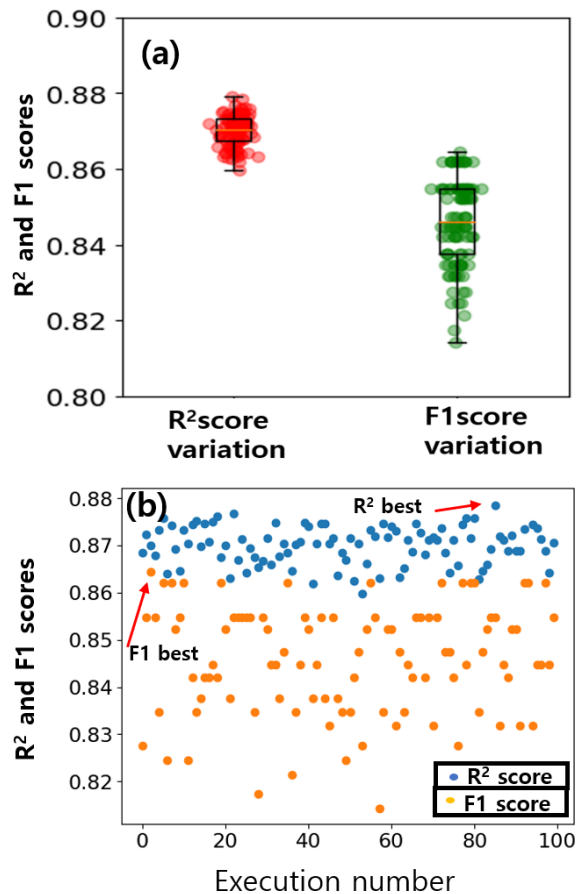 0.90
(a)
0.88
0.86
0.84
0.82
0.80
R² and F1 scores
R²score
variation
F1score
variation
(b)
0.88
0.87
0.86
0.85
0.84
0.83
0.82
R² and F1 scores
R² best
F1 best
R² score
F1 score
0 20 40 60 80 100
Execution number